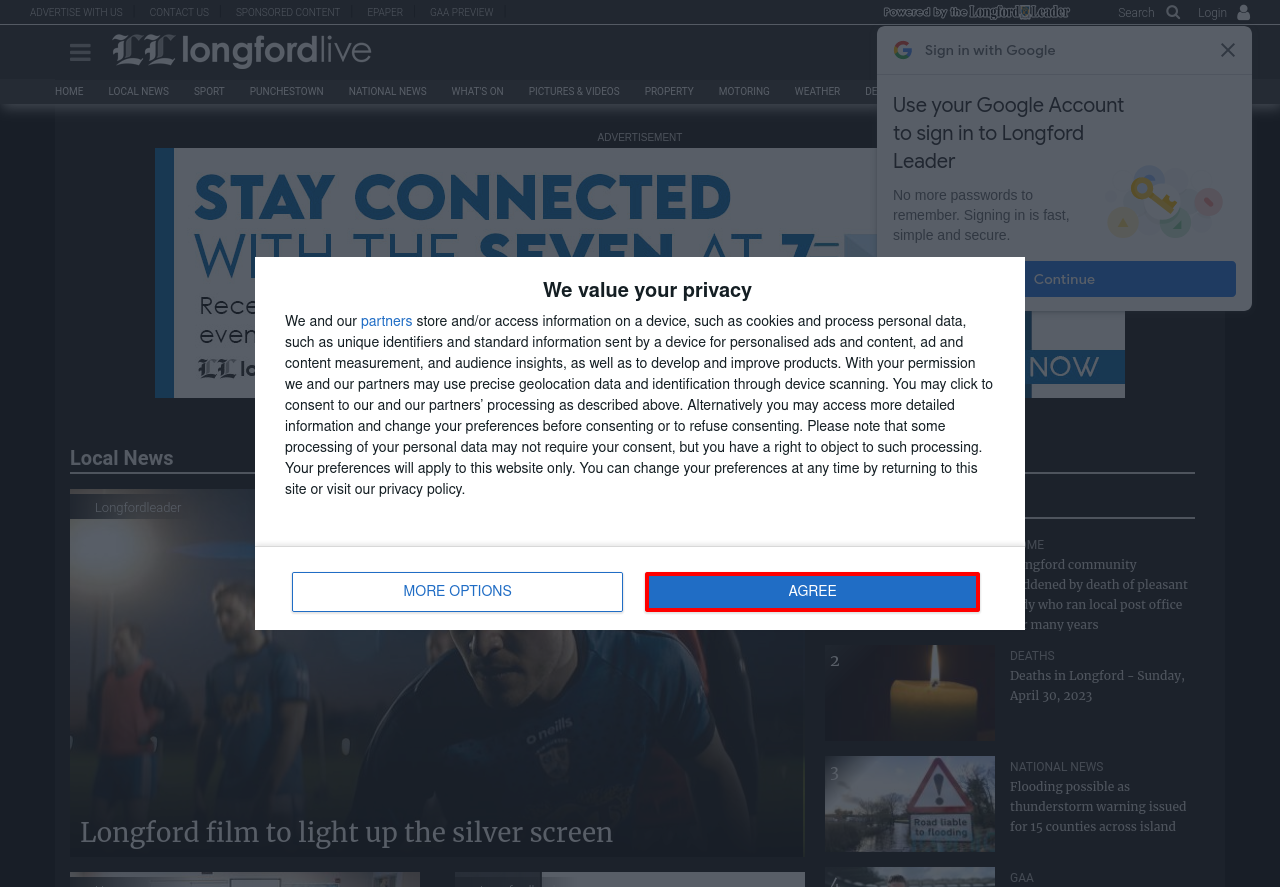 ADVERTISE WITH US
CONTACT US
SPONSORED CONTENT
EPAPER
GAA PREVIEW
Powered by the Longford Leader
Search
Login
LL longfordlive
HOME
LOCAL NEWS
SPORT
PUNCHESTOWN
NATIONAL NEWS
WHAT'S ON
PICTURES & VIDEOS
PROPERTY
MOTORING
WEATHER
DE
Sign in with Google
Use your Google Account
to sign in to Longford
Leader
No more passwords to
remember. Signing in is fast,
simple and secure.
Continue
ADVERTISEMENT
STAY CONNECTED
WITH THE SEVEN AT 7
Rece
even
LL lo
NOW
We value your privacy
We and our partners store and/or access information on a device, such as cookies and process personal data,
such as unique identifiers and standard information sent by a device for personalised ads and content, ad and
content measurement, and audience insights, as well as to develop and improve products. With your permission
we and our partners may use precise geolocation data and identification through device scanning. You may click to
consent to our and our partners’ processing as described above. Alternatively you may access more detailed
information and change your preferences before consenting or to refuse consenting. Please note that some
processing of your personal data may not require your consent, but you have a right to object to such processing.
Your preferences will apply to this website only. You can change your preferences at any time by returning to this
site or visit our privacy policy.
MORE OPTIONS
AGREE
Local News
Longfordleader
o'neills
Longford film to light up the silver screen
OME
ngford community
ddened by death of pleasant
dy who ran local post office
r many years
2
DEATHS
Deaths in Longford - Sunday,
April 30, 2023
3
Road liable
to flooding
NATIONAL NEWS
Flooding possible as
thunderstorm warning issued
for 15 counties across island
4
GAA